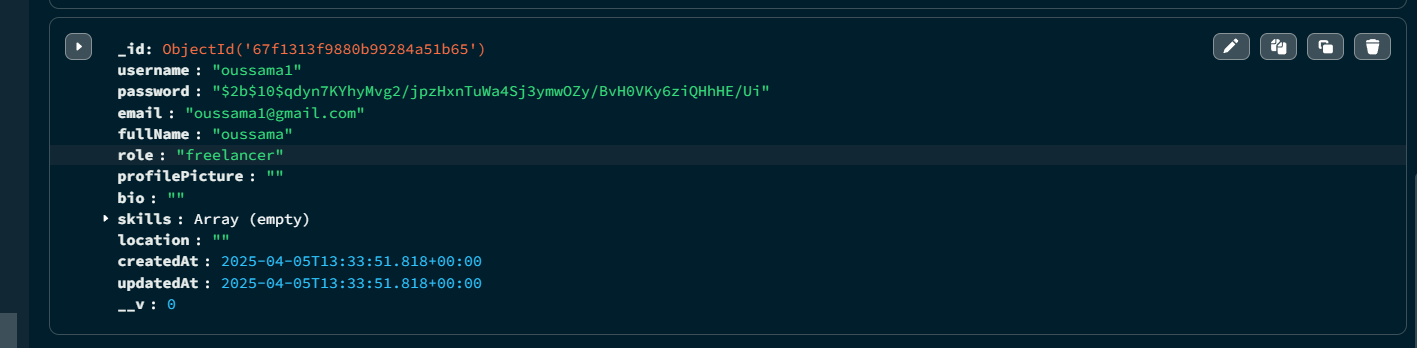 _id: ObjectId('67f1313f9880b99284a51b65')
username : "oussama1"
password : "$2b$10$qdyn7KYhyMvg2/jpzHxnTuWa4Sj3ymwOZy/BvH0VKy6ziQHhHE/Ui"
email : "oussama1@gmail.com"
fullName : "oussama"
role : "freelancer"
profilePicture : ""
bio : ""
skills : Array (empty)
location : ""
createdAt : 2025-04-05T13:33:51.818+00:00
updatedAt : 2025-04-05T13:33:51.818+00:00
__v : 0